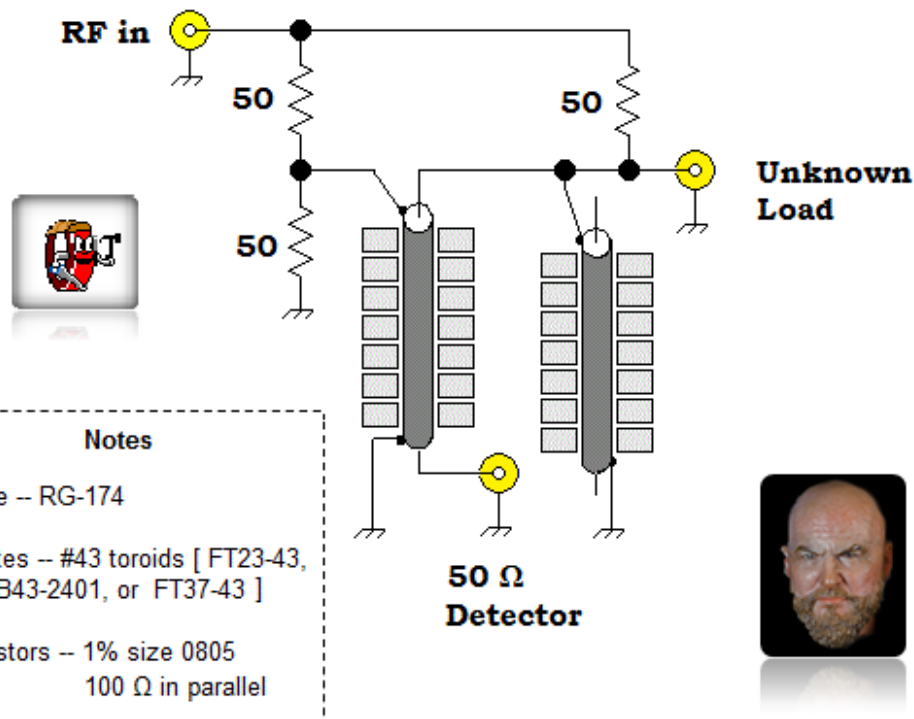 RF in
50
50
Unknown
Load
50
Notes
e -- RG-174
tes -- #43 toroids [ FT23-43,
B43-2401, or FT37-43 ]
stors -- 1% size 0805
100 Ω in parallel
50 Ω
Detector